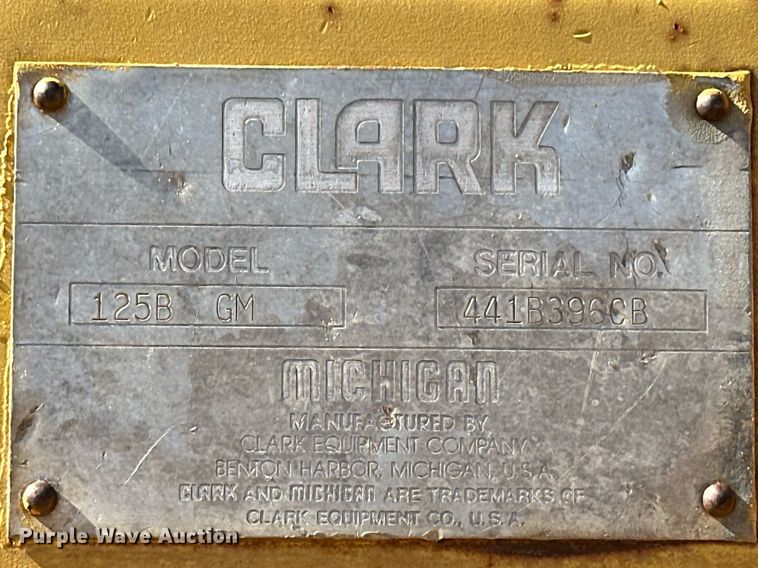 CLARK
MODEL SERIAL NO.
125B GM 441B396CB
MICHIGAN
MANUFACTURED BY
CLARK EQUIPMENT COMPANY
BENTON HARBOR, MICHIGAN, U.S.A.
CLARK AND MICHIGAN ARE TRADEMARKS OF
CLARK EQUIPMENT CO., U.S.A.
Purple Wave Auction